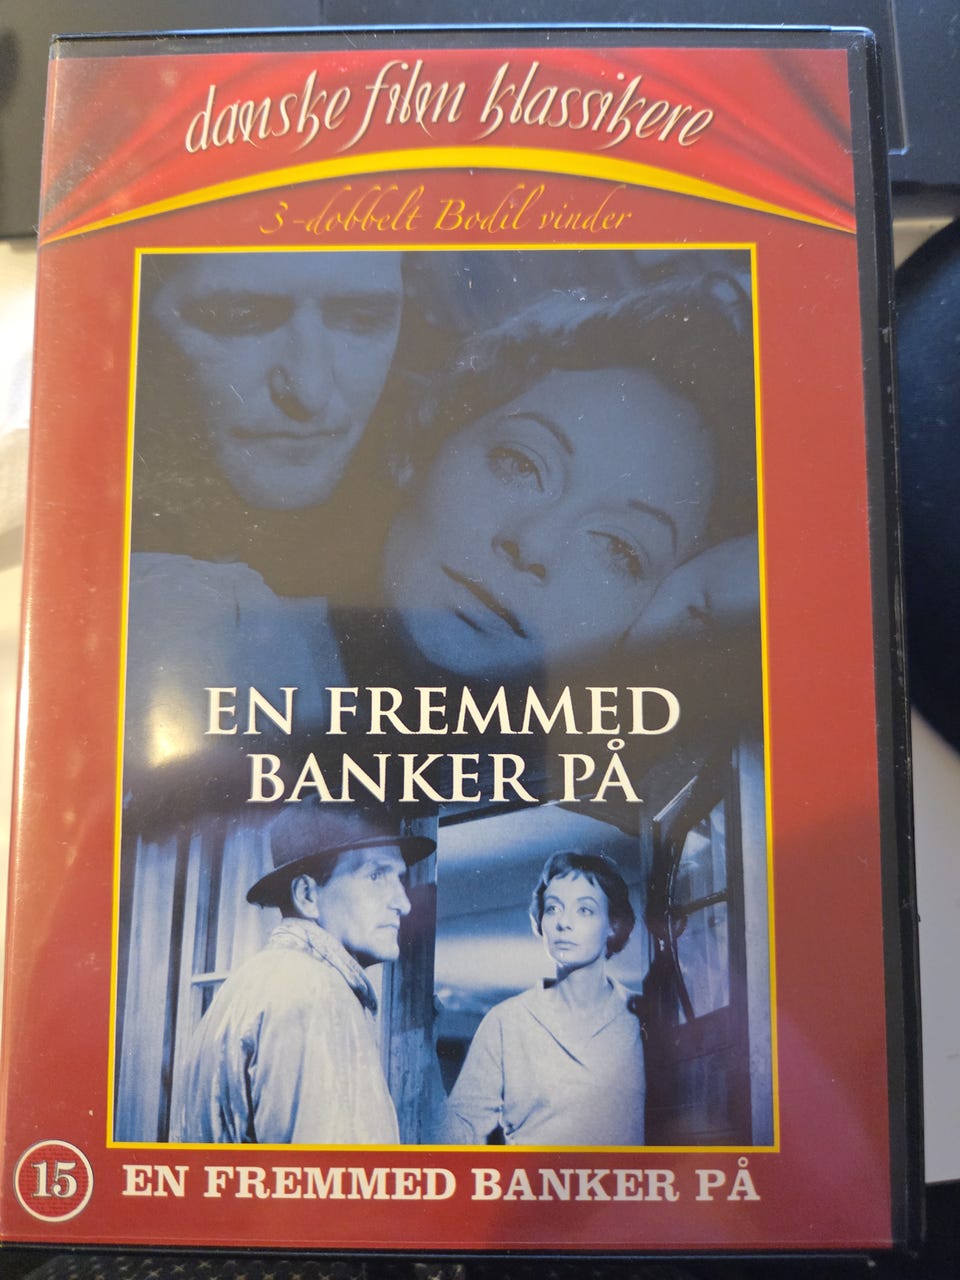 danske film klassikere
3-dobbelt Bodil vinder
EN FREMMED
BANKER PÅ
15
EN FREMMED BANKER PÅ